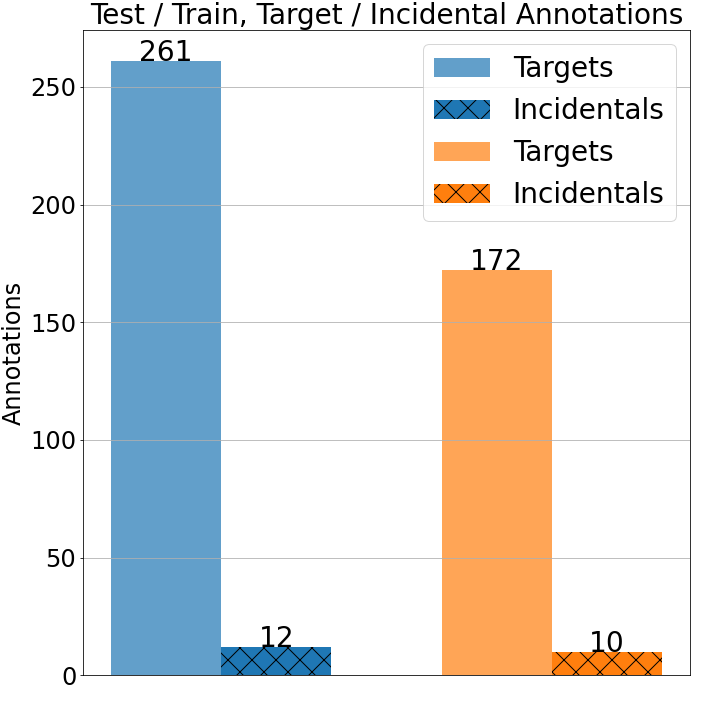 Test / Train, Target / Incidental Annotations
261
Targets
Incidentals
Targets
Incidentals
250
200
172
150
Annotations
100
50
12
10
0